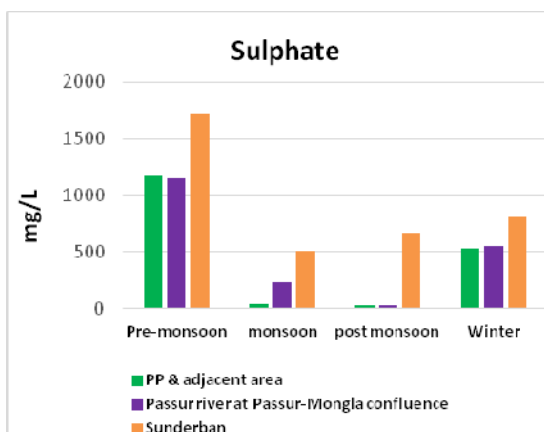 Sulphate
2000
1500
1000
500
0
mg/L
Pre-monsoon monsoon post monsoon Winter
PP & adjacent area
Passur river at Passur-Mongla confluence
Sunderban